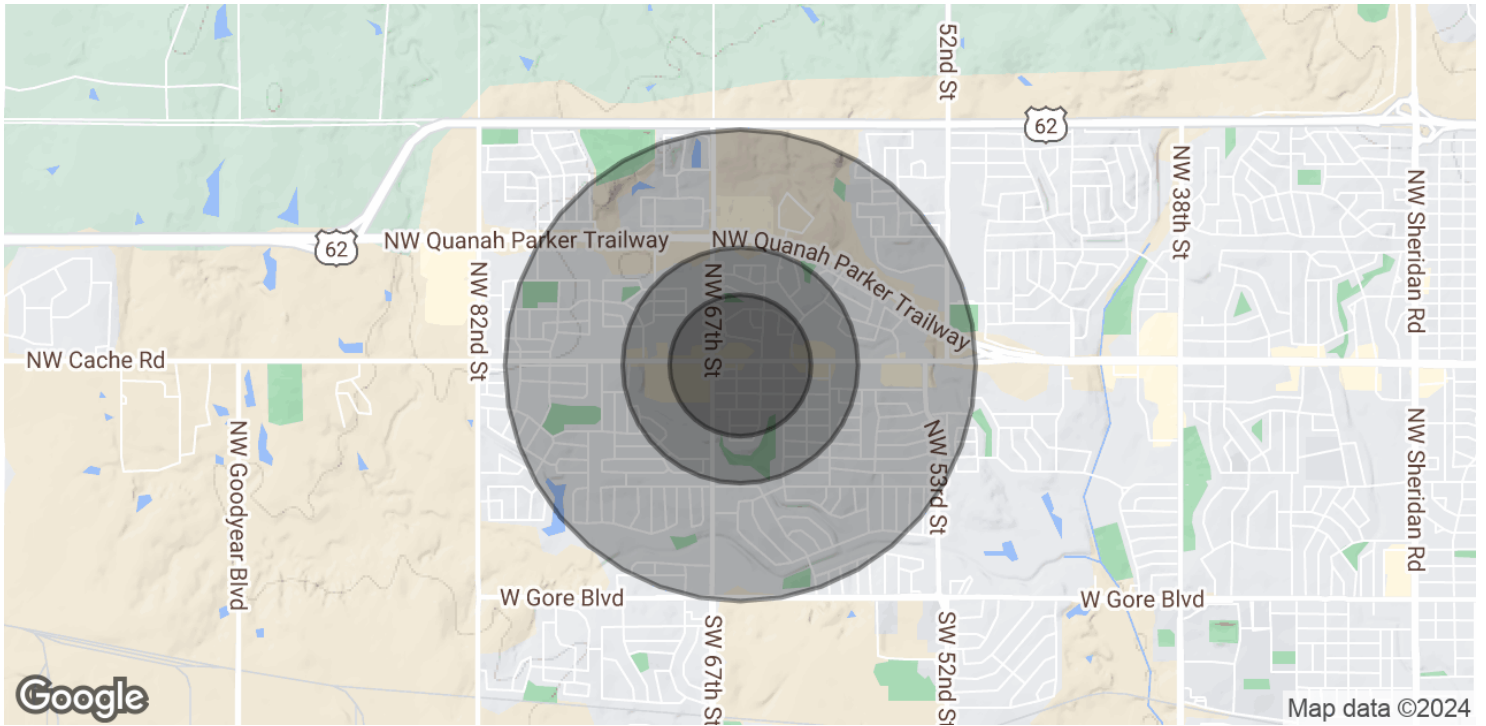 52nd St
62
NW 38th St
NW Sheridan Rd
62
NW Quanah Parker Trailway
NW Quanah Parker Trailway
NW 82nd St
NW 67th St
NW Cache Rd
NW Goodyear Blvd
NW 53rd St
NW Sheridan Rd
W Gore Blvd
W Gore Blvd
SW 67th St
SW 52nd St
Google
Map data ©2024